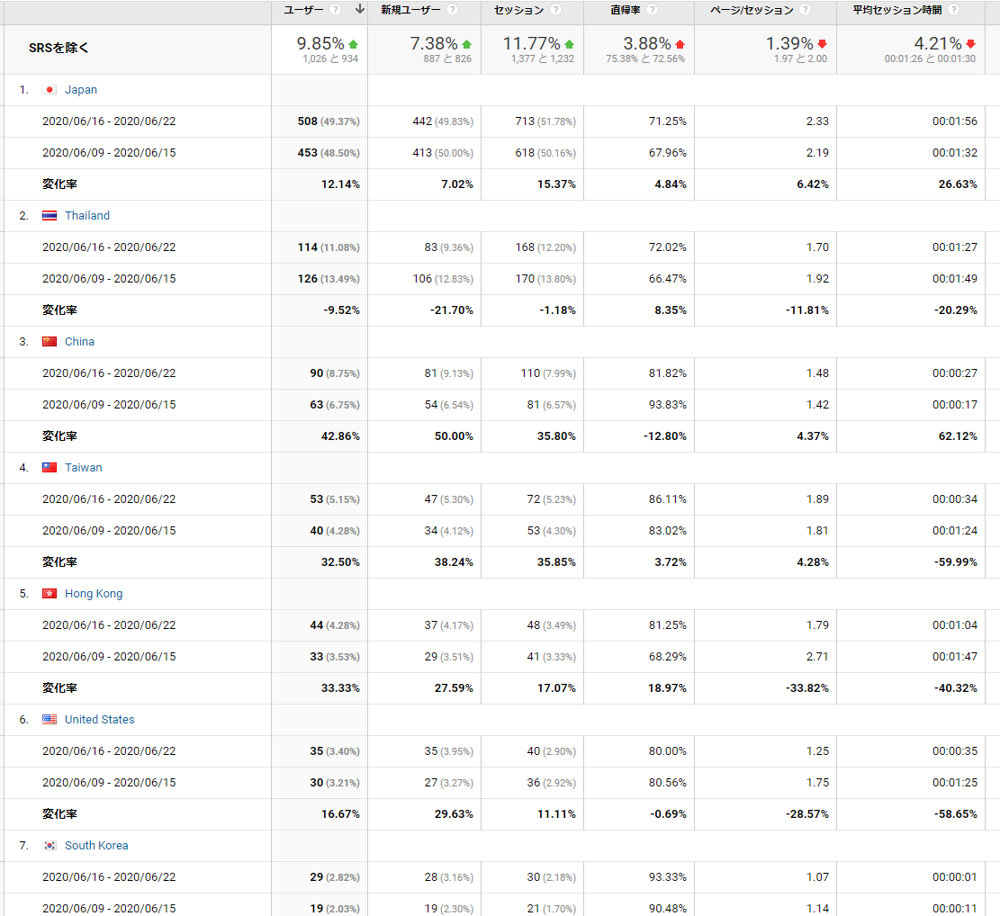 ユーザー ? 新規ユーザー ? セッション ? 直帰率 ? ページ/セッション ? 平均セッション時間 ?
SRSを除く 9.85% 7.38% 11.77% 3.88% 1.39% 4.21%
1,026 と 934 887 と 826 1,377 と 1,232 75.38% と 72.56% 1.97 と 2.00 00:01:26 と 00:01:30
1. Japan
2020/06/16 - 2020/06/22 508 (49.37%) 442 (49.83%) 713 (51.78%) 71.25% 2.33 00:01:56
2020/06/09 - 2020/06/15 453 (48.50%) 413 (50.00%) 618 (50.16%) 67.96% 2.19 00:01:32
変化率 12.14% 7.02% 15.37% 4.84% 6.42% 26.63%
2. Thailand
2020/06/16 - 2020/06/22 114 (11.08%) 83 (9.36%) 168 (12.20%) 72.02% 1.70 00:01:27
2020/06/09 - 2020/06/15 126 (13.49%) 106 (12.83%) 170 (13.80%) 66.47% 1.92 00:01:49
変化率 -9.52% -21.70% -1.18% 8.35% -11.81% -20.29%
3. China
2020/06/16 - 2020/06/22 90 (8.75%) 81 (9.13%) 110 (7.99%) 81.82% 1.48 00:00:27
2020/06/09 - 2020/06/15 63 (6.75%) 54 (6.54%) 81 (6.57%) 93.83% 1.42 00:00:17
変化率 42.86% 50.00% 35.80% -12.80% 4.37% 62.12%
4. Taiwan
2020/06/16 - 2020/06/22 53 (5.15%) 47 (5.30%) 72 (5.23%) 86.11% 1.89 00:00:34
2020/06/09 - 2020/06/15 40 (4.28%) 34 (4.12%) 53 (4.30%) 83.02% 1.81 00:01:24
変化率 32.50% 38.24% 35.85% 3.72% 4.28% -59.99%
5. Hong Kong
2020/06/16 - 2020/06/22 44 (4.28%) 37 (4.17%) 48 (3.49%) 81.25% 1.79 00:01:04
2020/06/09 - 2020/06/15 33 (3.53%) 29 (3.51%) 41 (3.33%) 68.29% 2.71 00:01:47
変化率 33.33% 27.59% 17.07% 18.97% -33.82% -40.32%
6. United States
2020/06/16 - 2020/06/22 35 (3.40%) 35 (3.95%) 40 (2.90%) 80.00% 1.25 00:00:35
2020/06/09 - 2020/06/15 30 (3.21%) 27 (3.27%) 36 (2.92%) 80.56% 1.75 00:01:25
変化率 16.67% 29.63% 11.11% -0.69% -28.57% -58.65%
7. South Korea
2020/06/16 - 2020/06/22 29 (2.82%) 28 (3.16%) 30 (2.18%) 93.33% 1.07 00:00:01
2020/06/09 - 2020/06/15 19 (2.03%) 19 (2.30%) 21 (1.70%) 90.48% 1.14 00:00:11